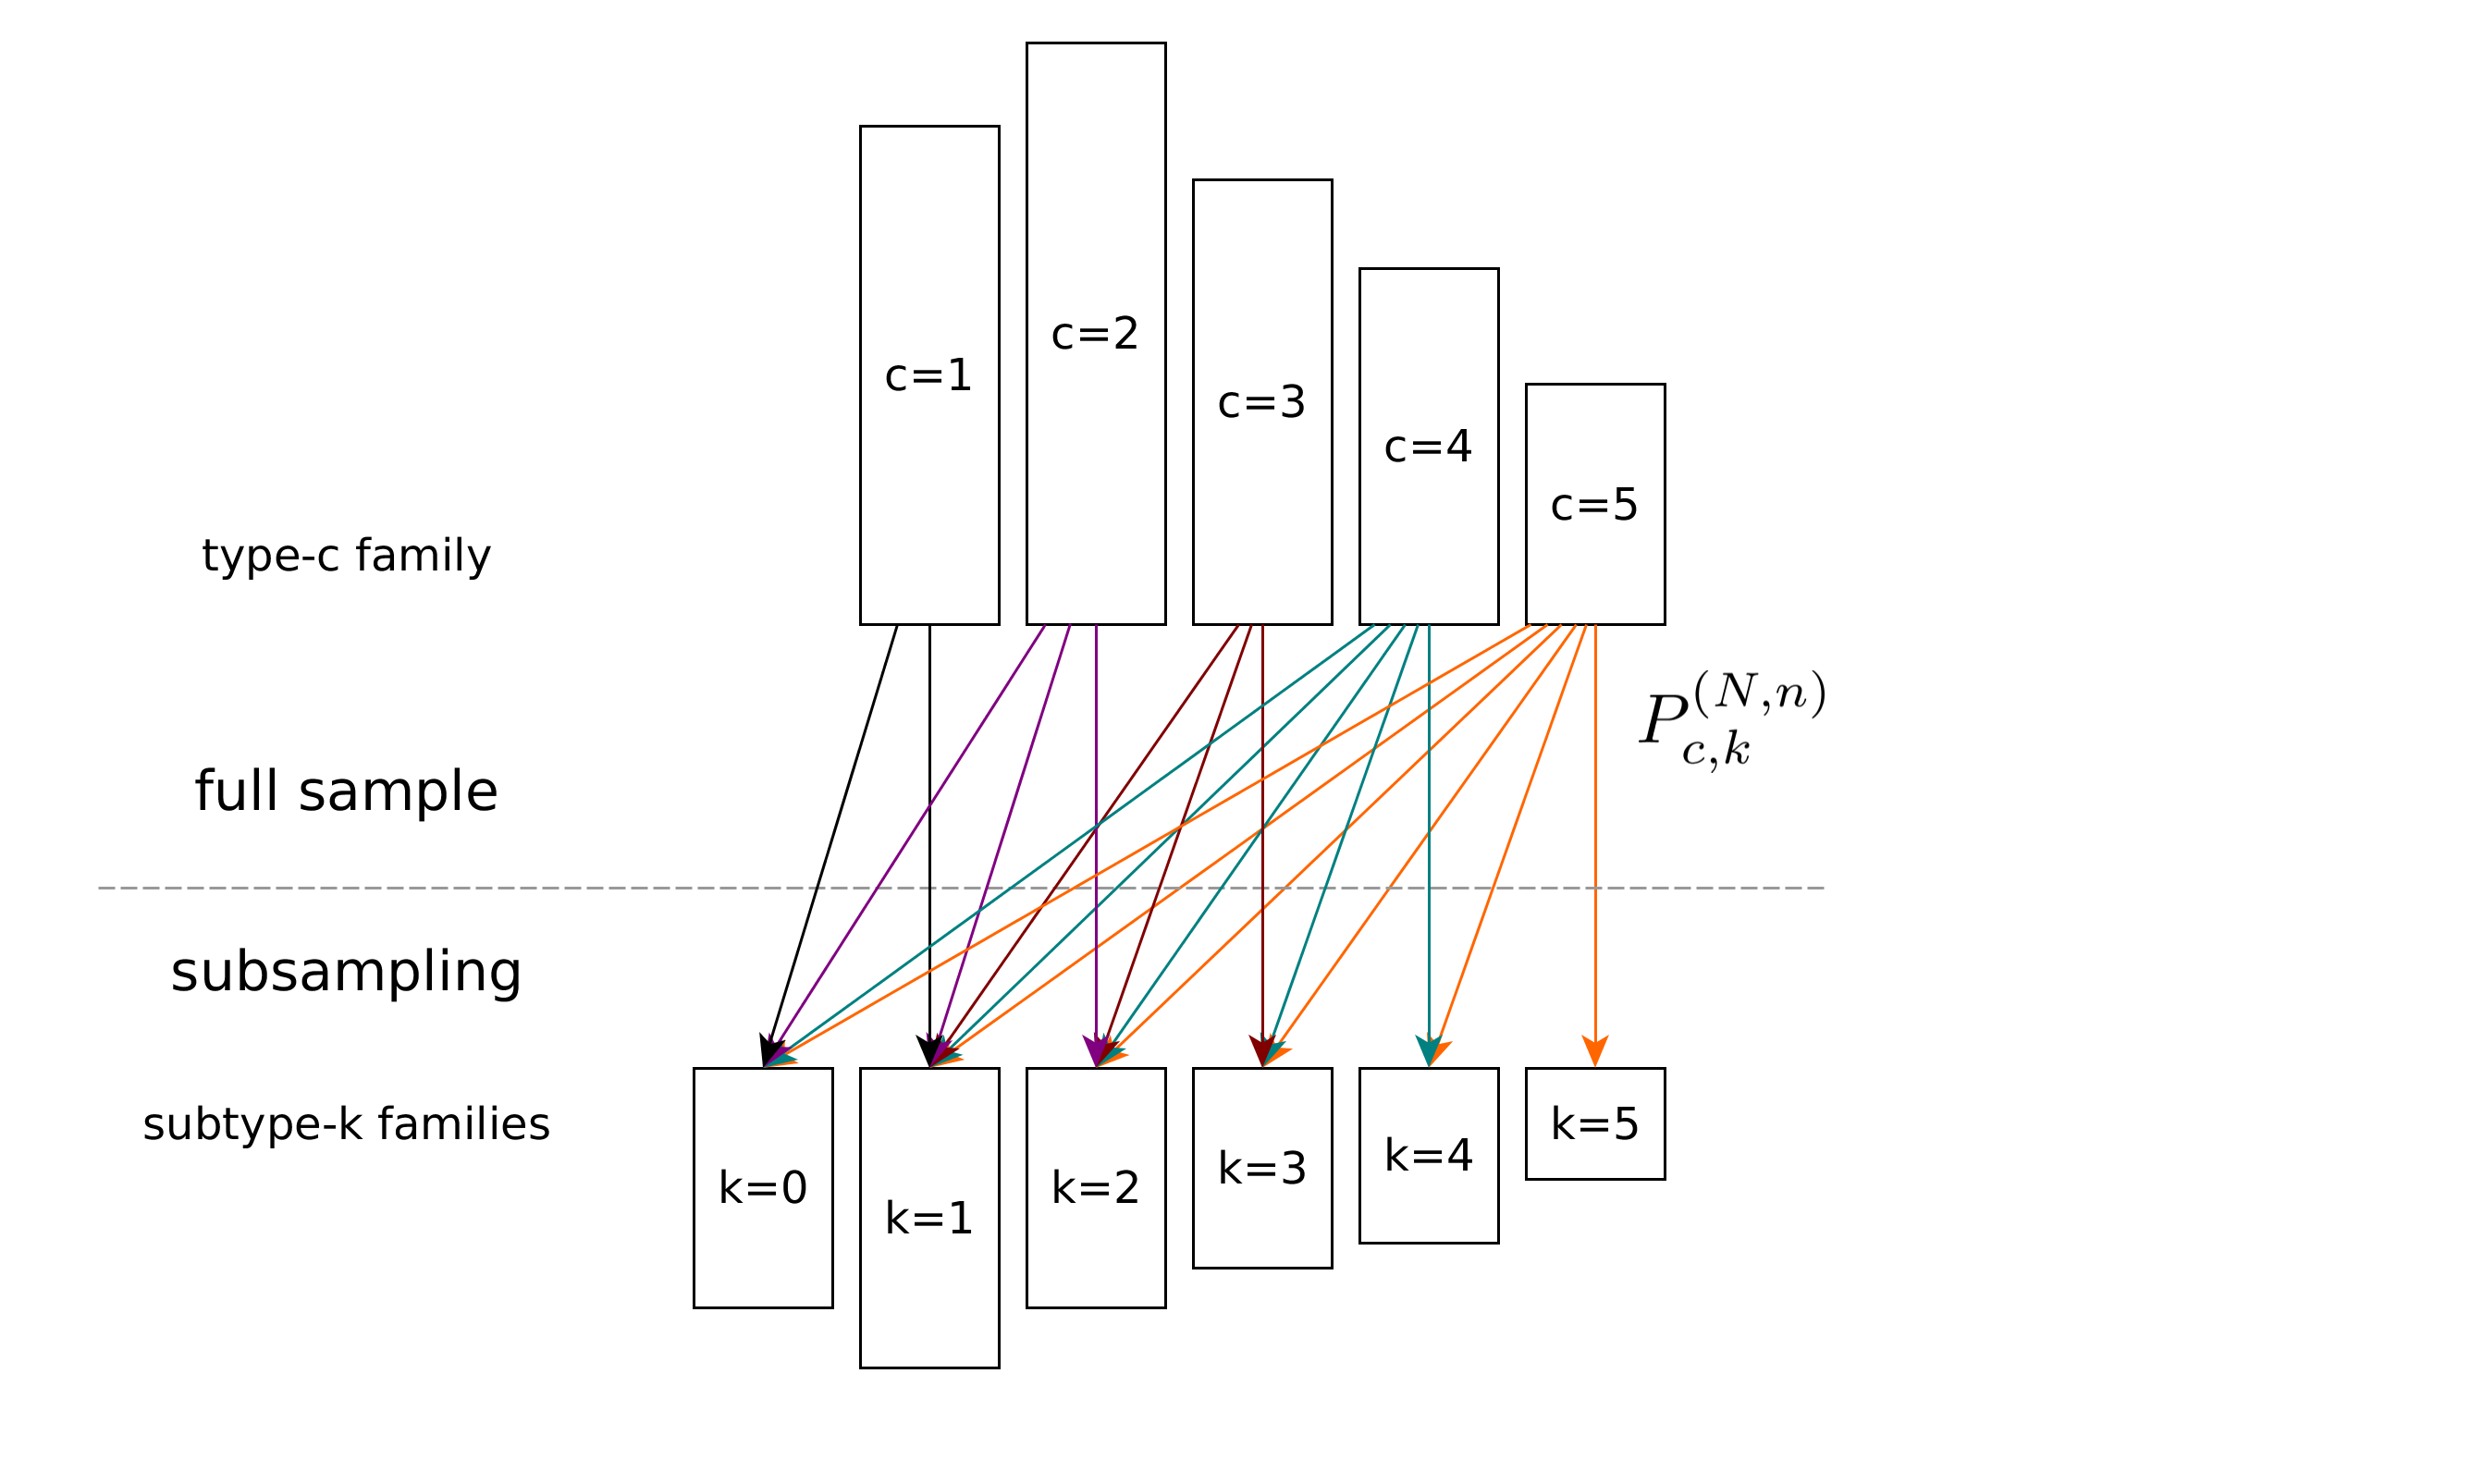 c=1
c=2
c=3
c=4
c=5
type-c family
P_{c,k}^{(N,n)}
full sample
subsampling
subtype-k families
k=0
k=1
k=2
k=3
k=4
k=5